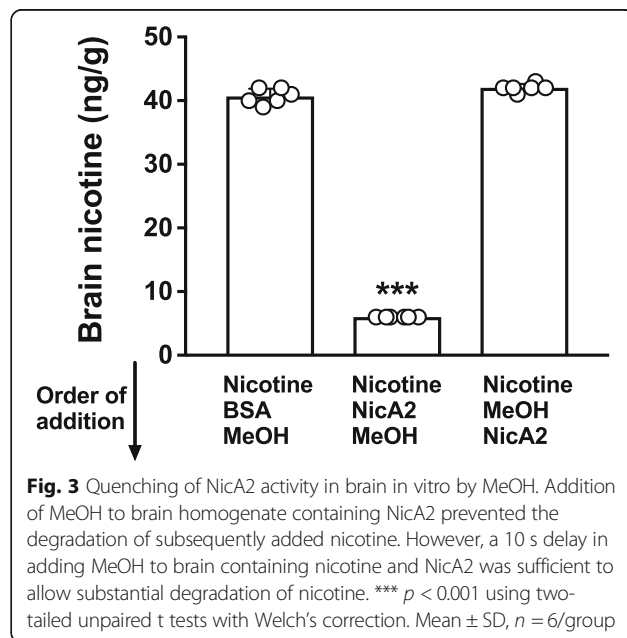 Brain nicotine (ng/g)
50
40
30
20
10
0
***
Order of
addition
Nicotine
BSA
MeOH
Nicotine
NicA2
MeOH
Nicotine
MeOH
NicA2
Fig. 3 Quenching of NicA2 activity in brain in vitro by MeOH. Addition
of MeOH to brain homogenate containing NicA2 prevented the
degradation of subsequently added nicotine. However, a 10 s delay in
adding MeOH to brain containing nicotine and NicA2 was sufficient to
allow substantial degradation of nicotine. *** p < 0.001 using two-
tailed unpaired t tests with Welch's correction. Mean ± SD, n = 6/group